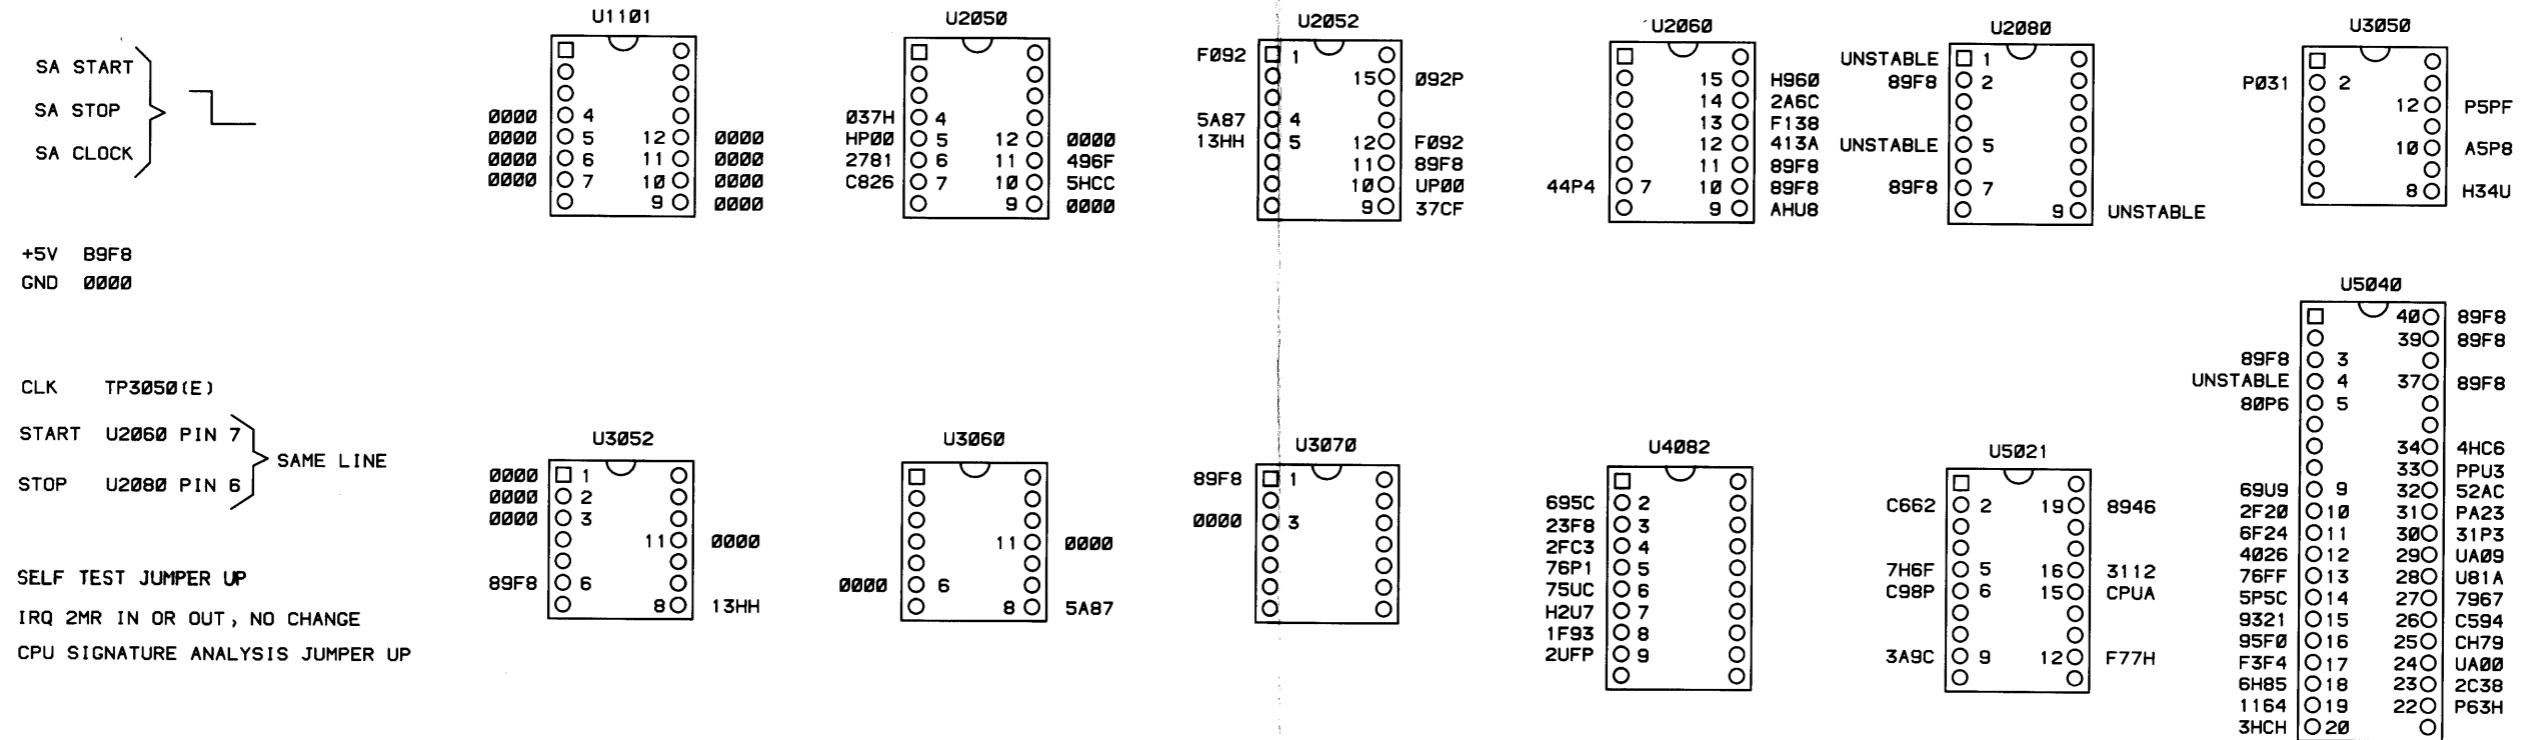 SA START
SA STOP
SA CLOCK
+5V B9F8
GND 0000
CLK TP3050(E)
START U2060 PIN 7
STOP U2080 PIN 6
SAME LINE
SELF TEST JUMPER UP
IRQ 2MR IN OR OUT, NO CHANGE
CPU SIGNATURE ANALYSIS JUMPER UP
U1101
0000 4
0000 5 12 0000
0000 6 11 0000
0000 7 10 0000
9 0000
U2050
037H 4
HP00 5 12 0000
2781 6 11 496F
C826 7 10 5HCC
9 0000
U2052
F092 1
15 092P
5A87 4
13HH 5 12 F092
11 89F8
10 UP00
9 37CF
U2060
15 H960
14 2A6C
13 F138
12 413A
11 89F8
44P4 7 10 89F8
9 AHU8
U2080
UNSTABLE 1
89F8 2
UNSTABLE 5
89F8 7
9 UNSTABLE
U3050
P031 2
12 P5PF
10 A5P8
8 H34U
U3052
0000 1
0000 2
0000 3
11 0000
89F8 6
8 13HH
U3060
11 0000
0000 6
8 5A87
U3070
89F8 1
0000 3
U4082
695C 2
23F8 3
2FC3 4
76P1 5
75UC 6
H2U7 7
1F93 8
2UFP 9
U5021
C662 2 19 8946
7H6F 5 16 3112
C98P 6 15 CPUA
3A9C 9 12 F77H
U5040
40 89F8
39 89F8
89F8 3
UNSTABLE 4 37 89F8
80P6 5
34 4HC6
33 PPU3
69U9 9 32 52AC
2F20 10 31 PA23
6F24 11 30 31P3
4026 12 29 UA09
76FF 13 28 U81A
5P5C 14 27 7967
9321 15 26 C594
95F0 16 25 CH79
F3F4 17 24 UA00
6H85 18 23 2C38
1164 19 22 P63H
3HCH 20